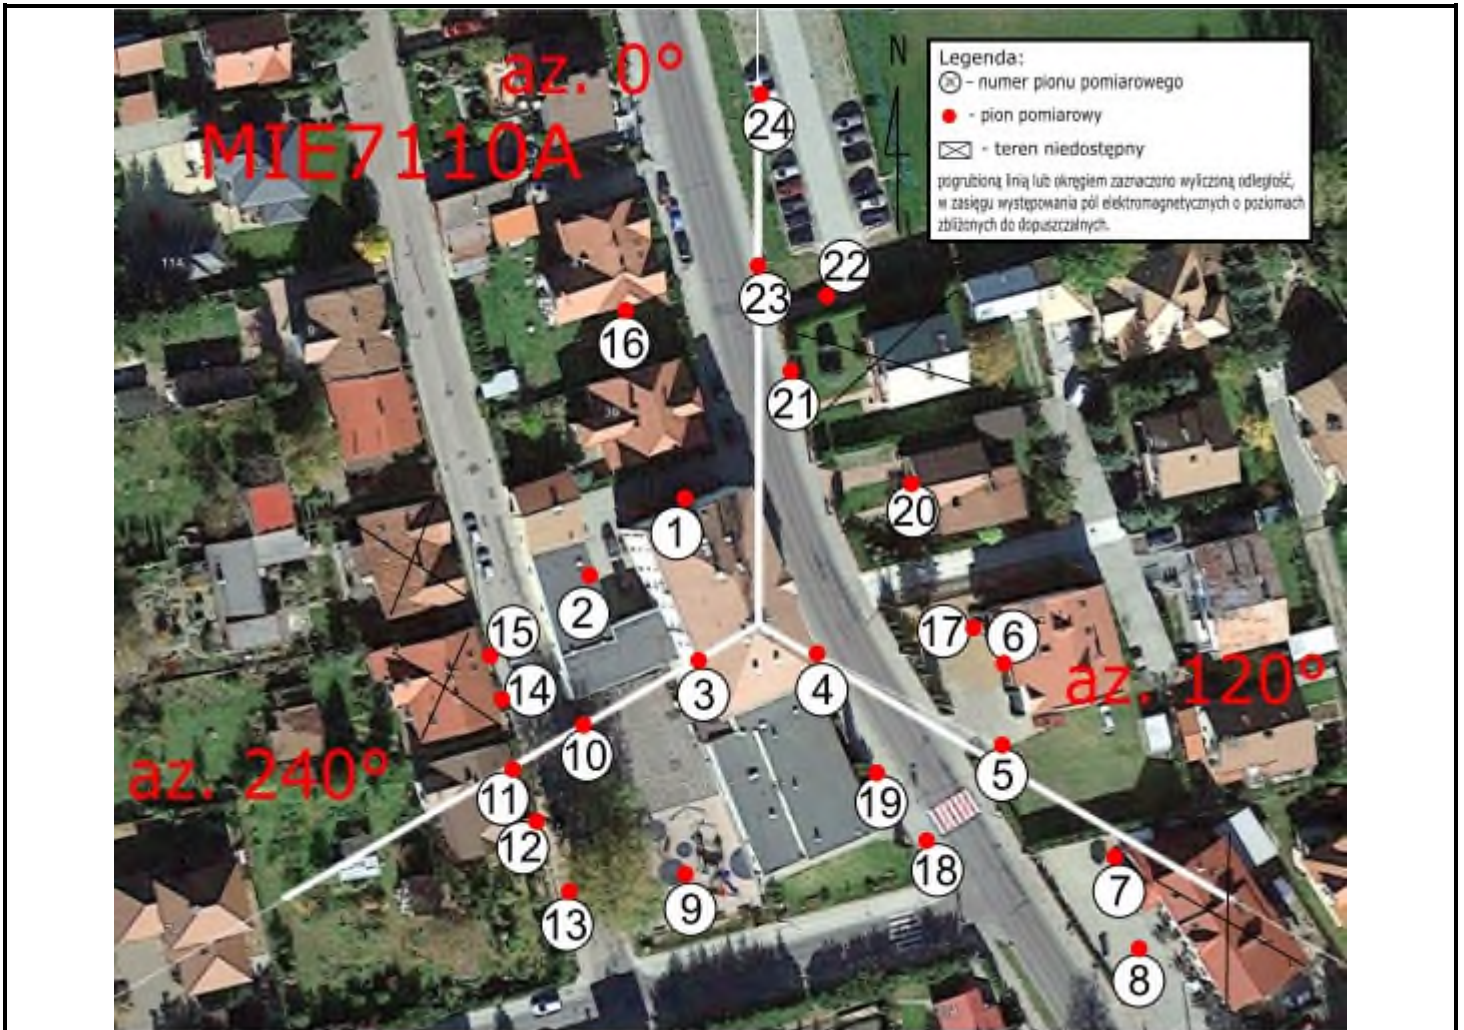 az. 0°
MIE7110A
N
Legenda:
- numer pionu pomiarowego
- pion pomiarowy
- teren niedostępny
pogrubioną linią lub okręgiem zaznaczono wyliczoną odległość,
w zasięgu występowania pól elektromagnetycznych o poziomach
zbliżonych do dopuszczalnych.
24
22
23
16
21
20
1
2
15
17
6
az. 120°
14
3
4
10
az. 240°
5
11
19
12
18
7
9
13
8